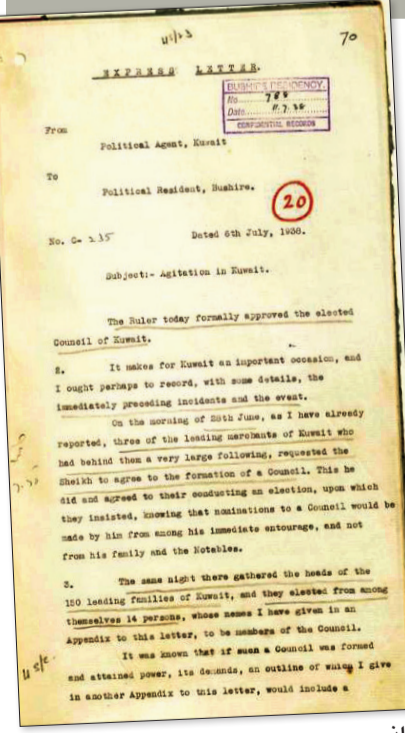 70
EXPRESS LETTER.
BUSHIRE RESIDENCY.
No. 788
Date 11.7.38
CONFIDENTIAL RECORDS
From
Political Agent, Kuwait
To
Political Resident, Bushire.
20
No. C- 235 Dated 6th July, 1938.
Subject:- Agitation in Kuwait.
The Ruler today formally approved the elected
Council of Kuwait.
2. It makes for Kuwait an important occasion, and
I ought perhaps to record, with some details, the
immediately preceding incidents and the event.
On the morning of 28th June, as I have already
reported, three of the leading merchants of Kuwait who
had behind them a very large following, requested the
Sheikh to agree to the formation of a Council. This he
did and agreed to their conducting an election, upon which
they insisted, knowing that nominations to a Council would be
made by him from among his immediate entourage, and not
from his family and the Notables.
3. The same night there gathered the heads of the
150 leading families of Kuwait, and they elected from among
themselves 14 persons, whose names I have given in an
Appendix to this letter, to be members of the Council.
It was known that if such a Council was formed
and attained power, its demands, an outline of which I give
in another Appendix to this letter, would include a